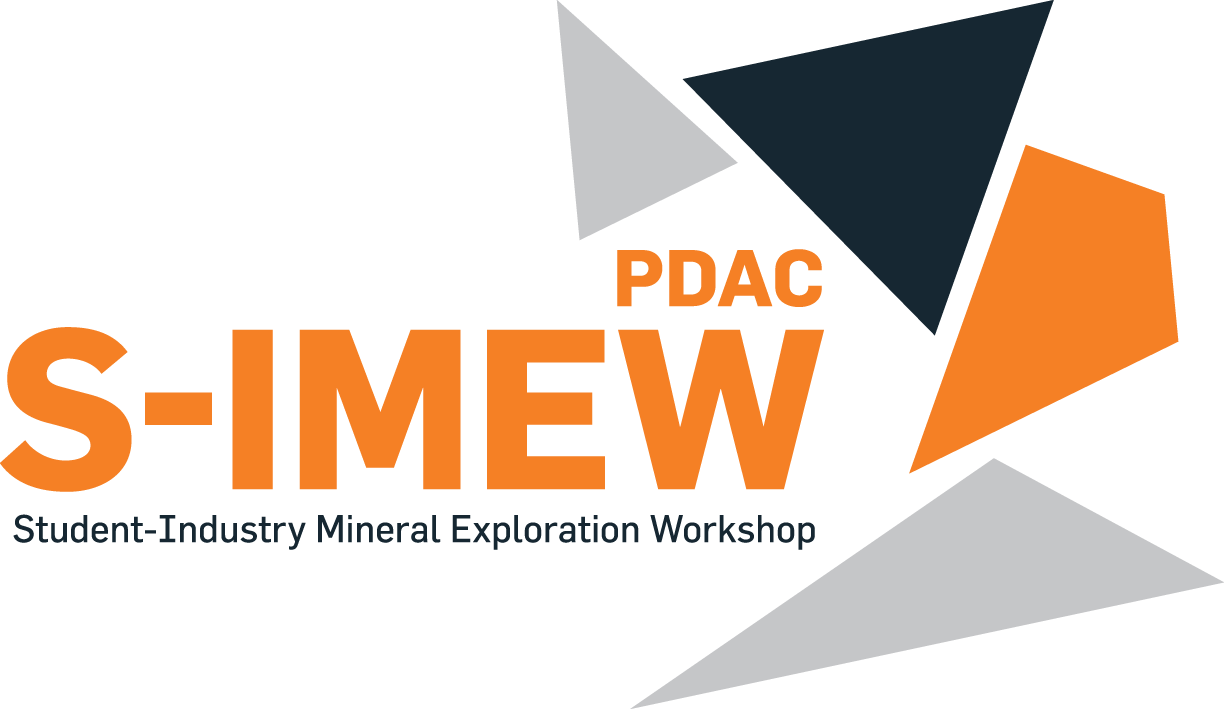 PDAC
S-IMEW
Student-Industry Mineral Exploration Workshop